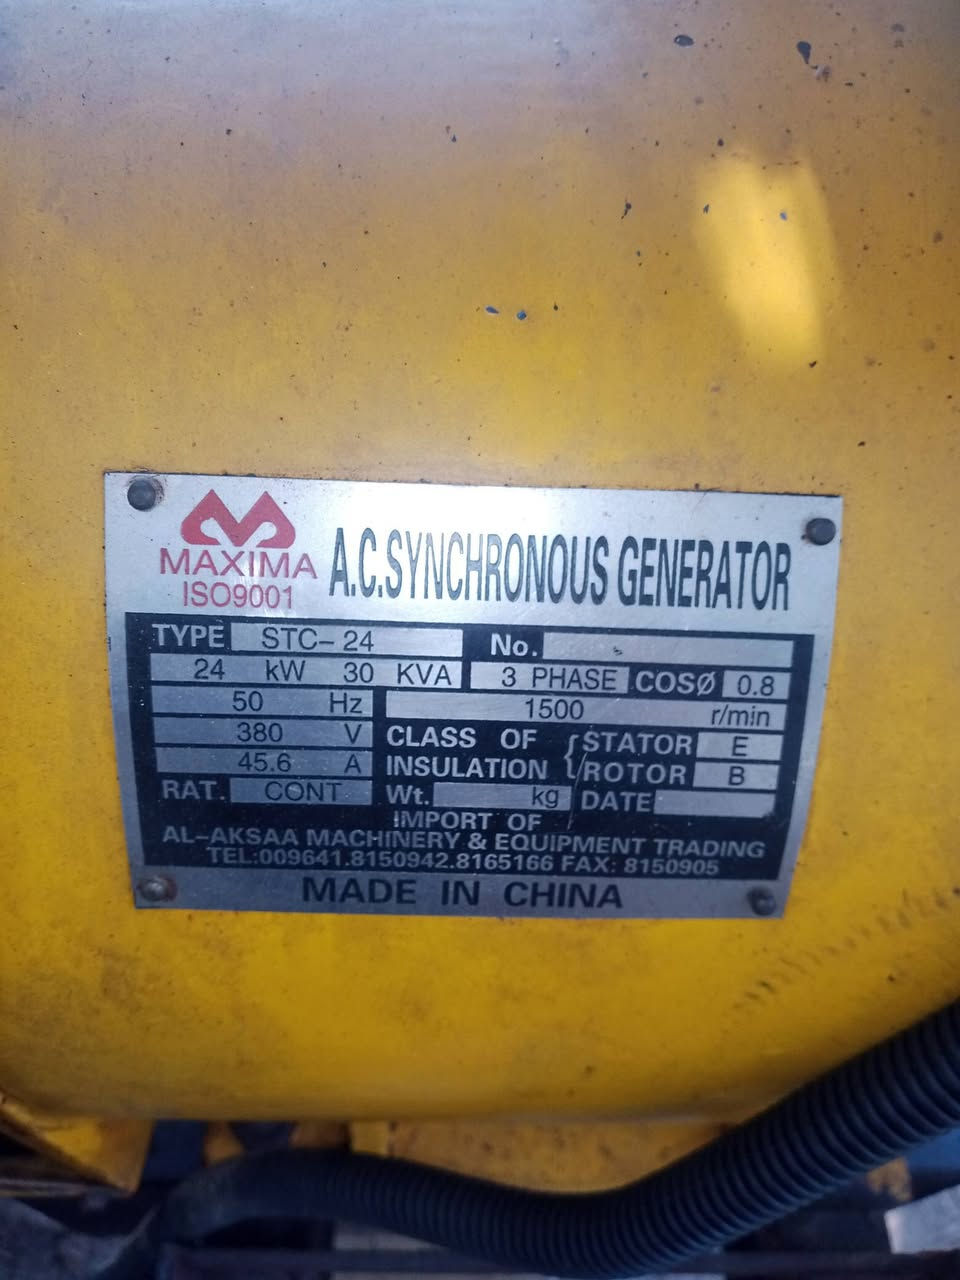 MAXIMA
ISO9001
A.C.SYNCHRONOUS GENERATOR
TYPE STC-24 No.
24 kW 30 KVA 3 PHASE COSØ 0.8
50 Hz 1500 r/min
380 V CLASS OF STATOR E
45.6 A INSULATION ROTOR B
RAT. CONT Wt. kg DATE
IMPORT OF
AL-AKSAA MACHINERY & EQUIPMENT TRADING
TEL:009641.8150942.8165166 FAX: 8150905
MADE IN CHINA